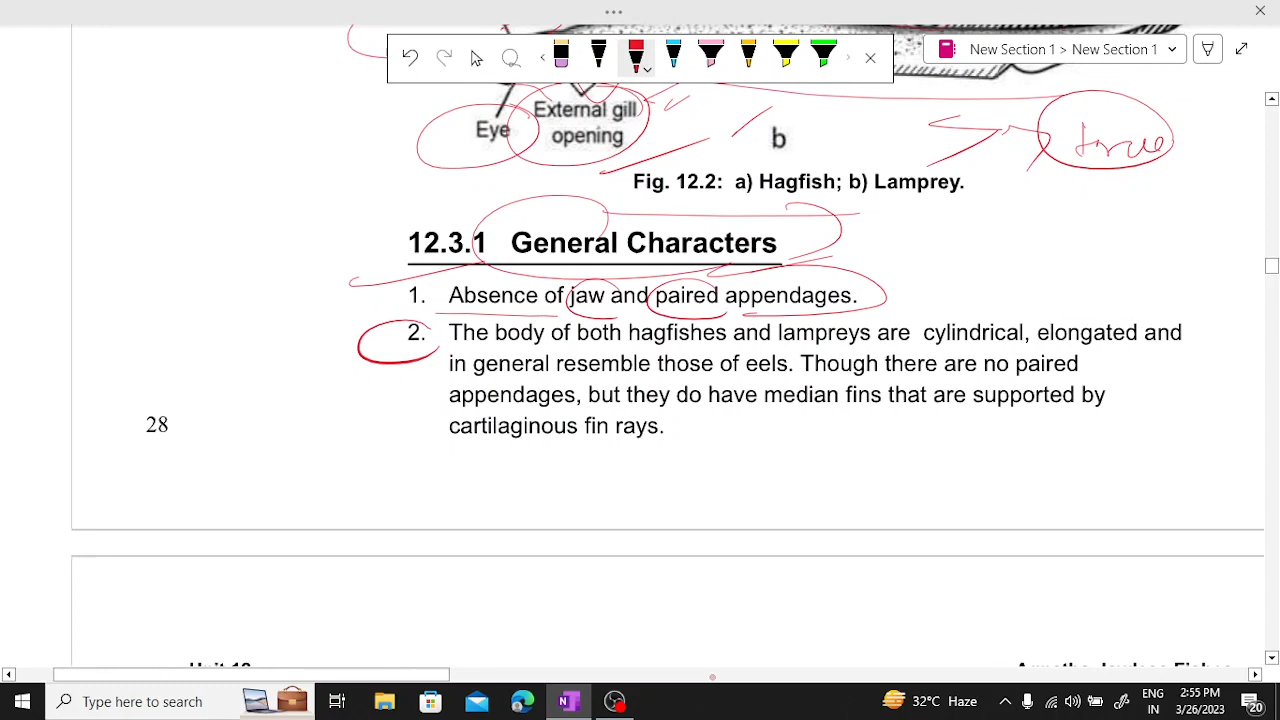 New Section 1 > New Section 1
External gill
opening
Eye
b
Fig. 12.2: a) Hagfish; b) Lamprey.
12.3.1 General Characters
1. Absence of jaw and paired appendages.
2. The body of both hagfishes and lampreys are cylindrical, elongated and
in general resemble those of eels. Though there are no paired
appendages, but they do have median fins that are supported by
cartilaginous fin rays.
28
Type here to search
32°C Haze
ENG
IN
2:55 PM
3/26/2023
20